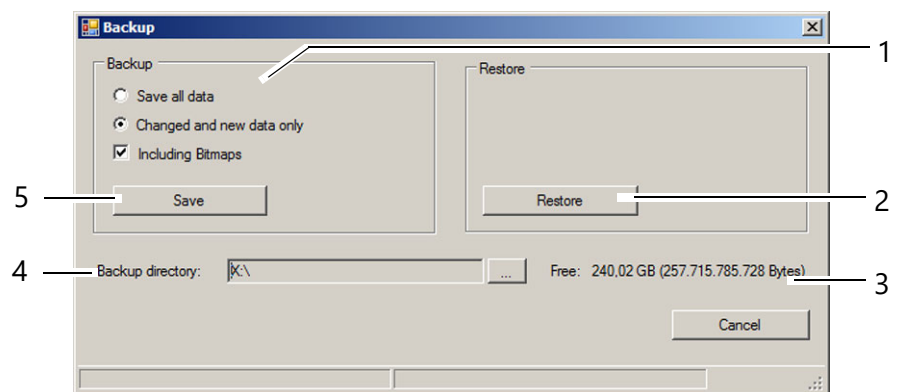 Backup
1
Backup
Restore
Save all data
Changed and new data only
Including Bitmaps
5
Save
Restore
2
4
Backup directory:
X:\
...
Free: 240,02 GB (257.715.785.728 Bytes)
3
Cancel